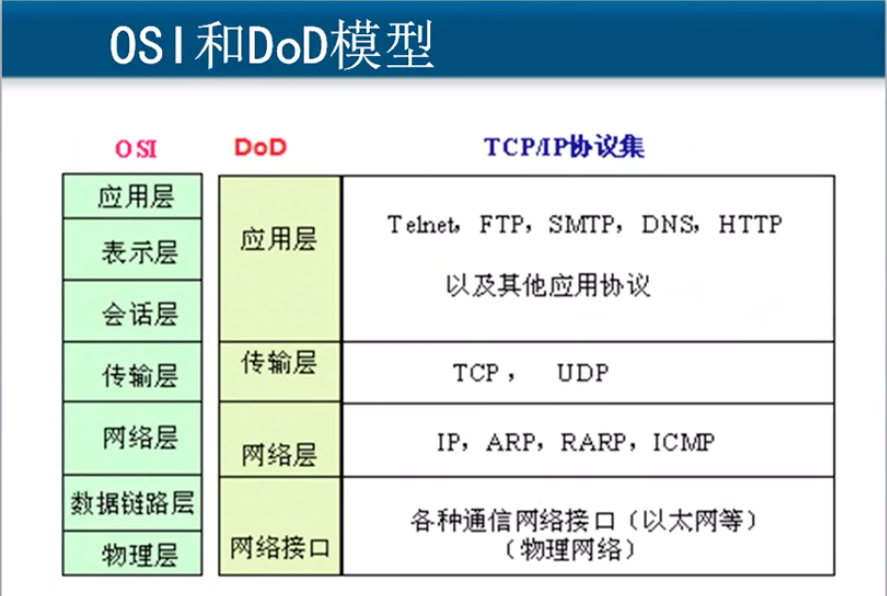 OSI和DoD模型
OSI
DoD
TCP/IP协议集
应用层
表示层
会话层
传输层
网络层
数据链路层
物理层
应用层
传输层
网络层
网络接口
Telnet，FTP，SMTP，DNS，HTTP
以及其他应用协议
TCP， UDP
IP，ARP，RARP，ICMP
各种通信网络接口（以太网等）
（物理网络）